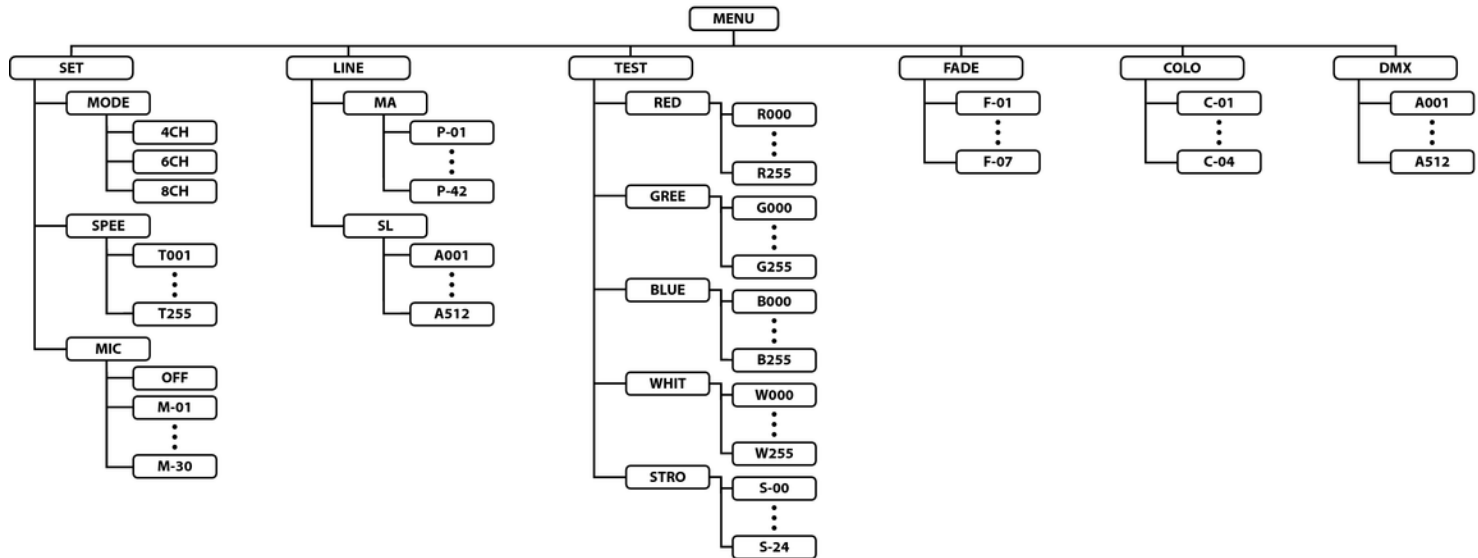 MENU
SET
MODE
4CH
6CH
8CH
SPEE
T001
T255
MIC
OFF
M-01
M-30
LINE
MA
P-01
P-42
SL
A001
A512
TEST
RED
R000
R255
GREE
G000
G255
BLUE
B000
B255
WHIT
W000
W255
STRO
S-00
S-24
FADE
F-01
F-07
COLO
C-01
C-04
DMX
A001
A512